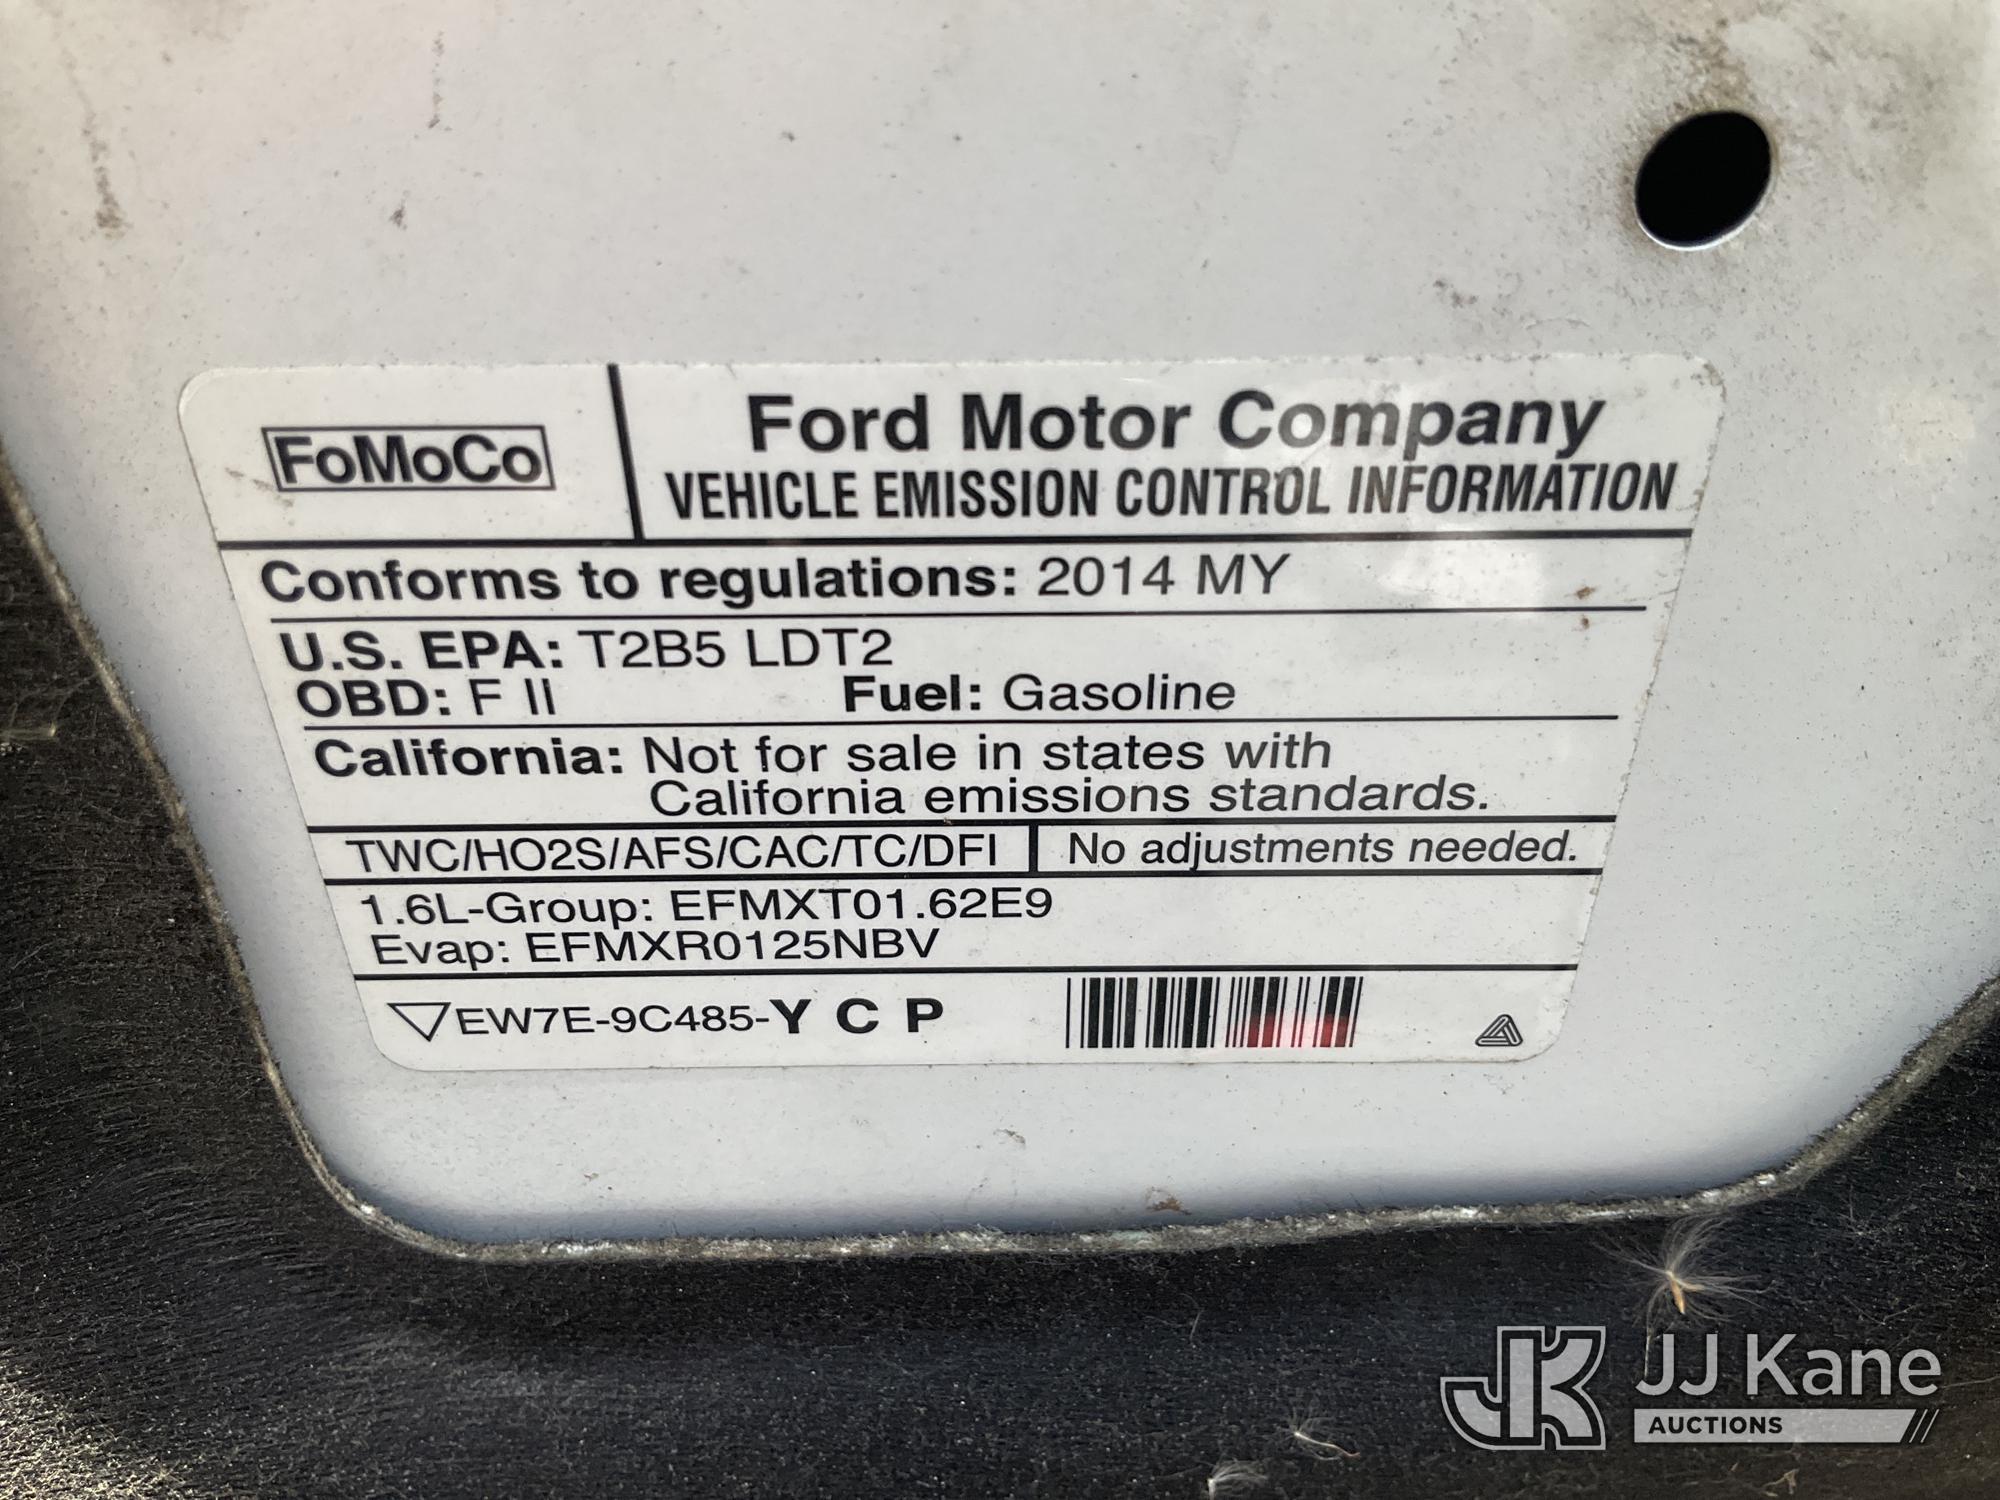 FoMoCo
Ford Motor Company
VEHICLE EMISSION CONTROL INFORMATION
Conforms to regulations: 2014 MY
U.S. EPA: T2B5 LDT2
OBD: F II Fuel: Gasoline
California: Not for sale in states with
California emissions standards.
TWC/HO2S/AFS/CAC/TC/DFI No adjustments needed.
1.6L-Group: EFMXT01.62E9
Evap: EFMXR0125NBV
EW7E-9C485-Y C P
JK JJ Kane
AUCTIONS